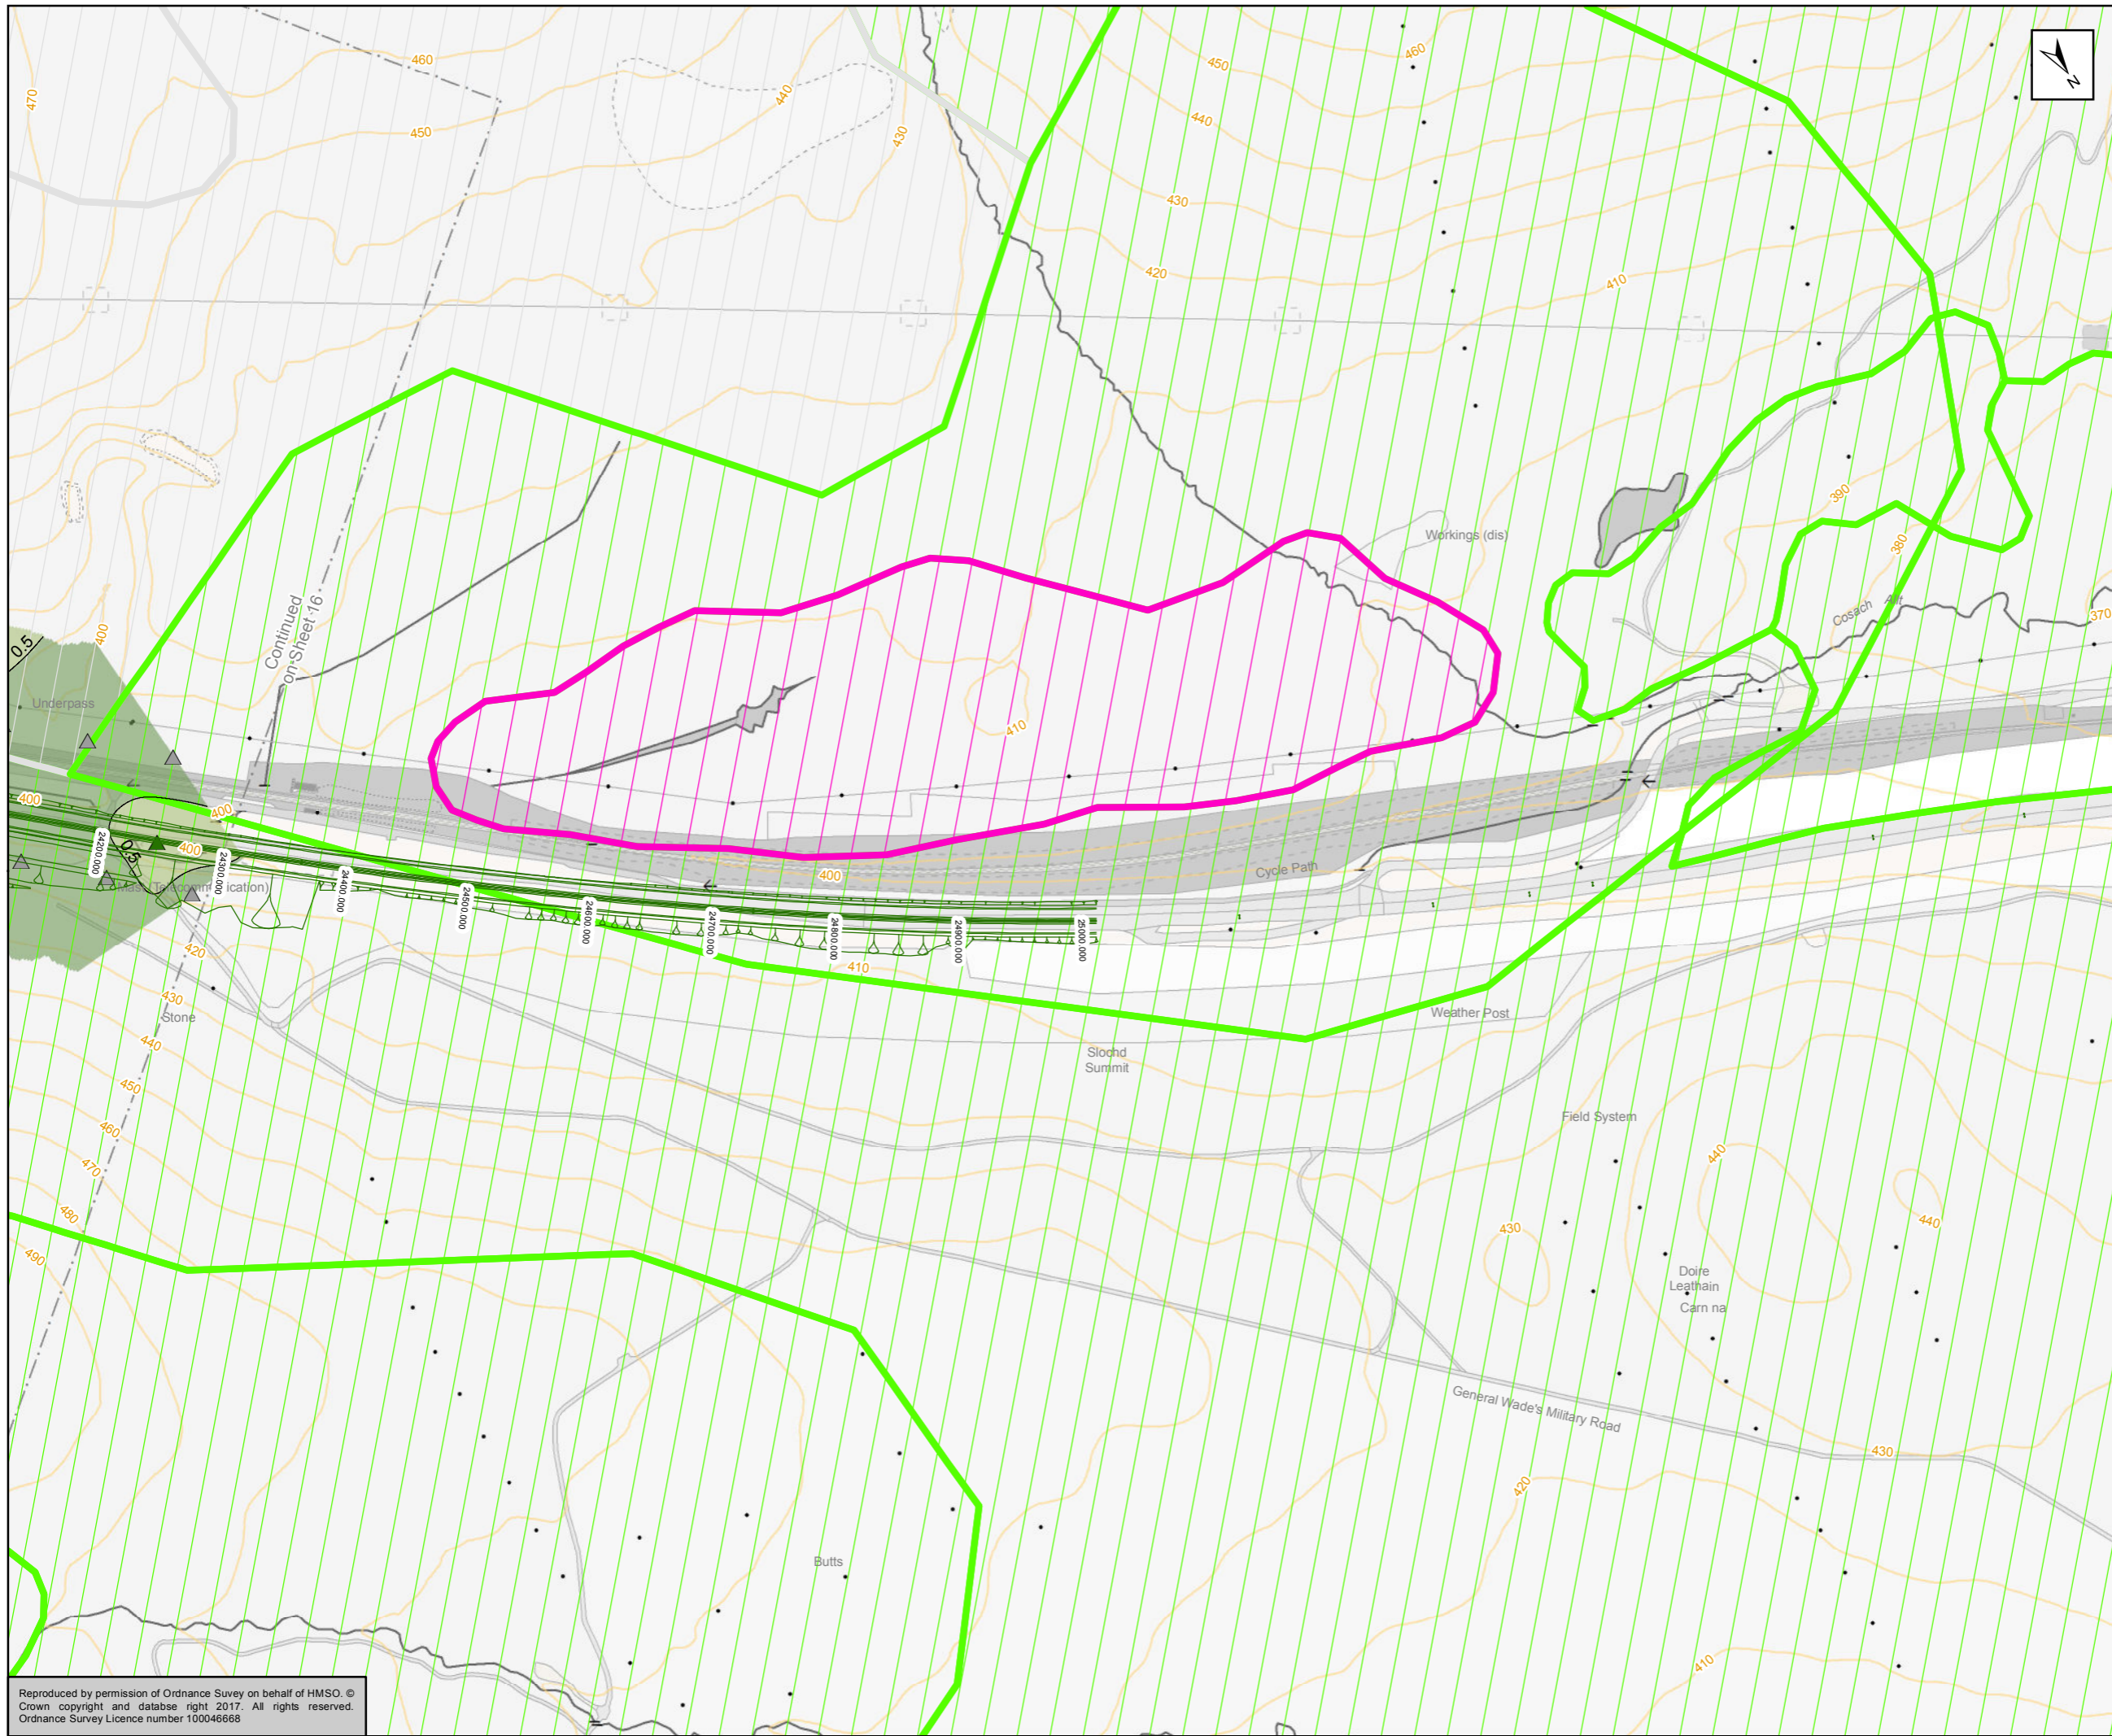 470
460
450
440
430
450
460
440
430
420
410
N
Workings (dis)
390
380
Cosach
Allt
370
Continued
on Sheet 16
400
0.5
Underpass
410
400
400
400
0.5
Cycle Path
400
24200.000
24300.000
24400.000
24500.000
24600.000
24700.000
24800.000
24900.000
25000.000
420
410
430
Stone
Weather Post
440
Slochd
Summit
450
Field System
460
470
440
480
430
440
490
Doire
Leathain
Carn na
General Wade's Military Road
430
420
Butts
410
Reproduced by permission of Ordnance Suvey on behalf of HMSO. ©
Crown copyright and databse right 2017. All rights reserved.
Ordnance Survey Licence number 100046668